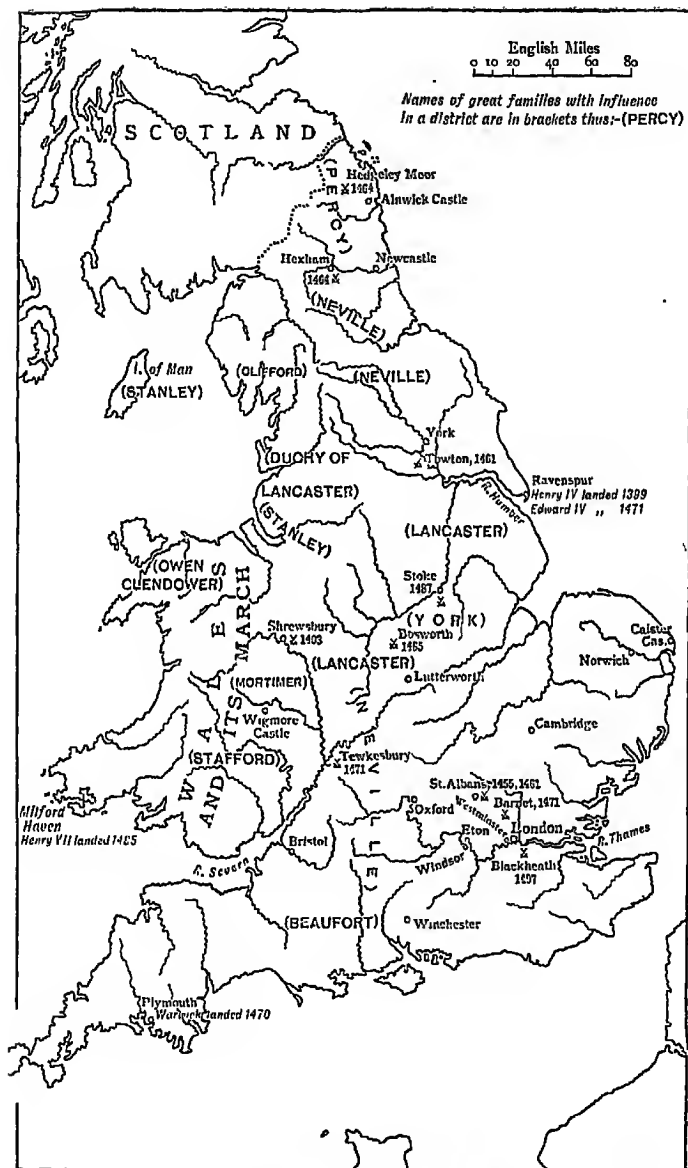 English Miles
0 10 20 40 60 80
Names of great families with influence
in a district are in brackets thus:-(PERCY)
SCOTLAND
Hedgeley Moor
1464
Alnwick Castle
(PERCY)
Hexham
1464
Newcastle
(NEVILLE)
I. of Man
(STANLEY)
(CLIFFORD)
(NEVILLE)
York
Towton, 1461
(DUCHY OF
LANCASTER)
R. Humber
Ravenspur
Henry IV landed 1399
Edward IV „ 1471
(STANLEY)
(LANCASTER)
(OWEN
GLENDOWER)
WALES
AND ITS MARCH
Stoke
1487
(YORK)
Shrewsbury
1403
Bosworth
1485
(LANCASTER)
Lutterworth
Norwich
Caister
Cas.
(MORTIMER)
Wigmore
Castle
Cambridge
(STAFFORD)
(NEVILLE)
Tewkesbury
1471
St. Albans, 1455, 1461
Barnet, 1471
Oxford
Westminster
London
Eton
Windsor
R. Thames
Blackheath
1497
Milford
Haven
Henry VII landed 1485
Bristol
R. Severn
(BEAUFORT)
Winchester
Plymouth
Warwick landed 1470